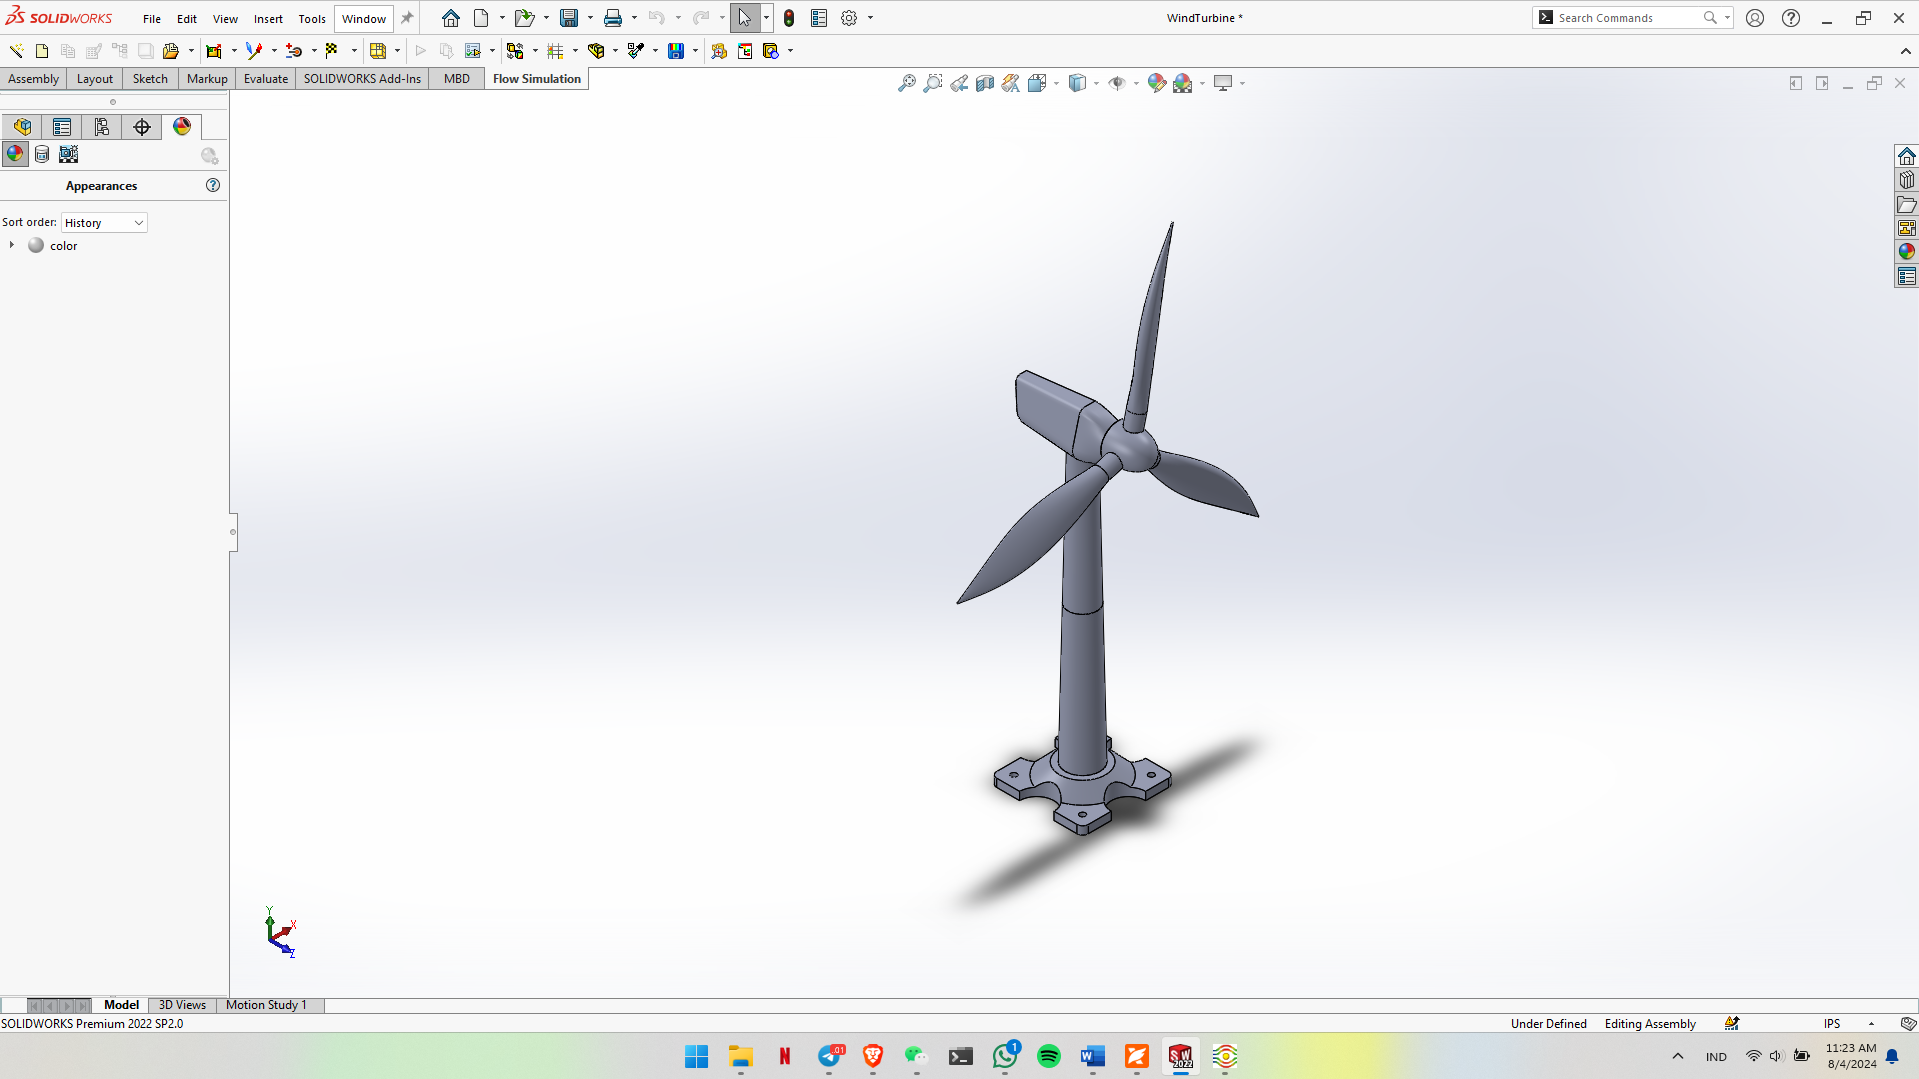 SOLIDWORKS File Edit View Insert Tools Window WindTurbine * Search Commands
Assembly Layout Sketch Markup Evaluate SOLIDWORKS Add-Ins MBD Flow Simulation
Appearances
Sort order: History
color
Y
X
Z
Model 3D Views Motion Study 1
SOLIDWORKS Premium 2022 SP2.0 Under Defined Editing Assembly IPS
IND 11:23 AM
8/4/2024